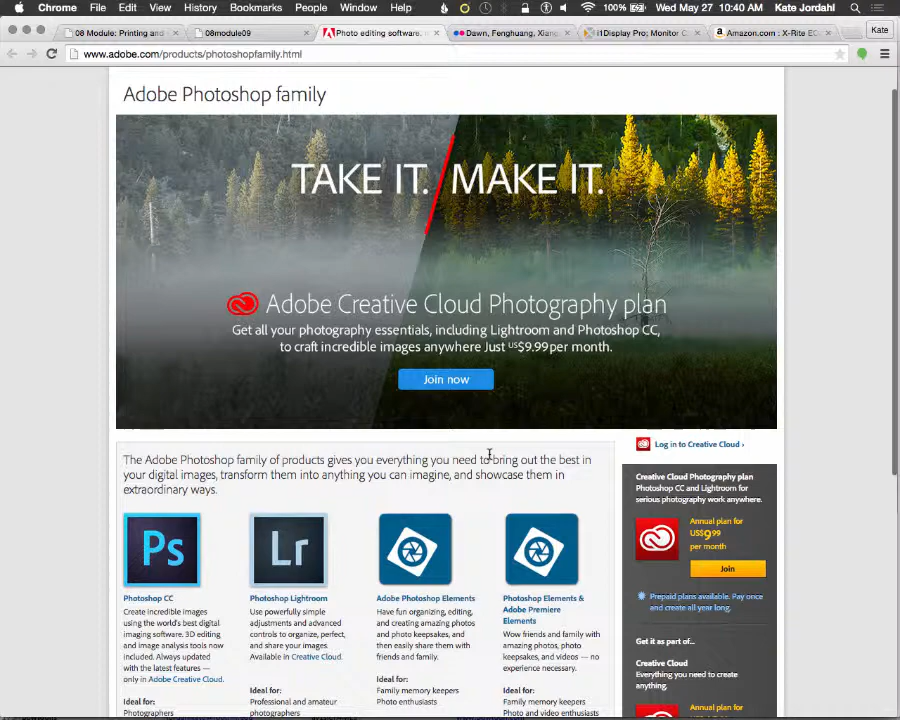 Chrome File Edit View History Bookmarks People Window Help 100% Wed May 27 10:40 AM Kate Jordahl
08 Module: Printing and
08module09
Photo editing software,
Dawn, Fenghuang, Xiang
i1Display Pro; Monitor C
Amazon.com : X-Rite EC
Kate
www.adobe.com/products/photoshopfamily.html
Adobe Photoshop family
TAKE IT. MAKE IT.
Adobe Creative Cloud Photography plan
Get all your photography essentials, including Lightroom and Photoshop CC,
to craft incredible images anywhere Just US$9.99 per month.
Join now
The Adobe Photoshop family of products gives you everything you need to bring out the best in
your digital images, transform them into anything you can imagine, and showcase them in
extraordinary ways.
Ps
Photoshop CC
Create incredible images
using the world's best digital
imaging software. 3D editing
and image analysis tools now
included. Always updated
with the latest features —
only in Adobe Creative Cloud.
Ideal for:
Photographers
Lr
Photoshop Lightroom
Use powerfully simple
adjustments and advanced
controls to organize, perfect,
and share your images.
Available in Creative Cloud.
Ideal for:
Professional and amateur
photographers
Adobe Photoshop Elements
Have fun organizing, editing,
and creating amazing photos
and photo keepsakes, and
then easily share them with
friends and family.
Ideal for:
Family memory keepers
Photo enthusiasts
Photoshop Elements &
Adobe Premiere
Elements
Wow friends and family with
amazing photos, photo
keepsakes, and videos — no
experience necessary.
Ideal for:
Family memory keepers
Photo and video enthusiasts
Log in to Creative Cloud ›
Creative Cloud Photography plan
Photoshop CC and Lightroom for
serious photography work anywhere.
Annual plan for
US$9.99
per month
Join
Prepaid plans available. Pay once
and create all year long.
Get it as part of...
Creative Cloud
Everything you need to create
anything.
Annual plan for